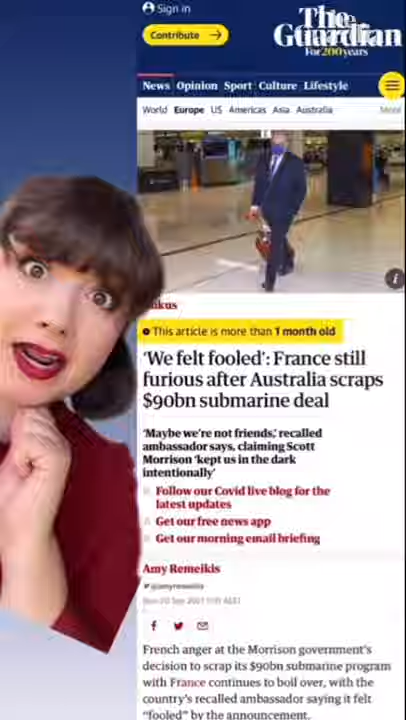 Sign in
The
Guardian
For 200 years
Contribute →
News Opinion Sport Culture Lifestyle
World Europe US Americas Asia Australia More
This article is more than 1 month old
‘We felt fooled’: France still
furious after Australia scraps
$90bn submarine deal
‘Maybe we're not friends,’ recalled
ambassador says, claiming Scott
Morrison ‘kept us in the dark
intentionally’
Follow our Covid live blog for the
latest updates
Get our free news app
Get our morning email briefing
Amy Remeikis
@amyremeikis
French anger at the Morrison government's
decision to scrap its $90bn submarine program
with France continues to boil over, with the
country's recalled ambassador saying it felt
“fooled” by the announcement.